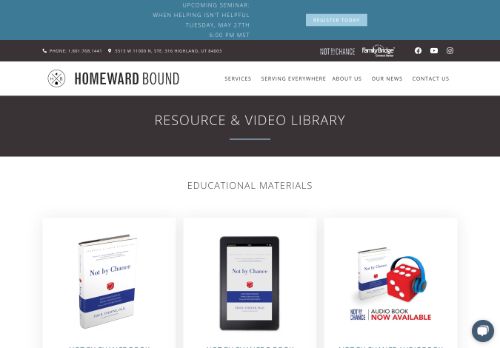 UPCOMING SEMINAR:
WHEN HELPING ISN'T HELPFUL
TUESDAY, MAY 27TH
6:00 PM MST
REGISTER TODAY
PHONE: 1.801.768.1441
5513 W 11000 N, STE. 316 HIGHLAND, UT 84003
NOT BY CHANCE
FamilyBridge
HOMEWARD BOUND
SERVICES
SERVING EVERYWHERE
ABOUT US
OUR NEWS
CONTACT US
RESOURCE & VIDEO LIBRARY
EDUCATIONAL MATERIALS
Not by Chance
Not by Chance
Not by Chance
NOT BY CHANCE
AUDIO BOOK
NOW AVAILABLE